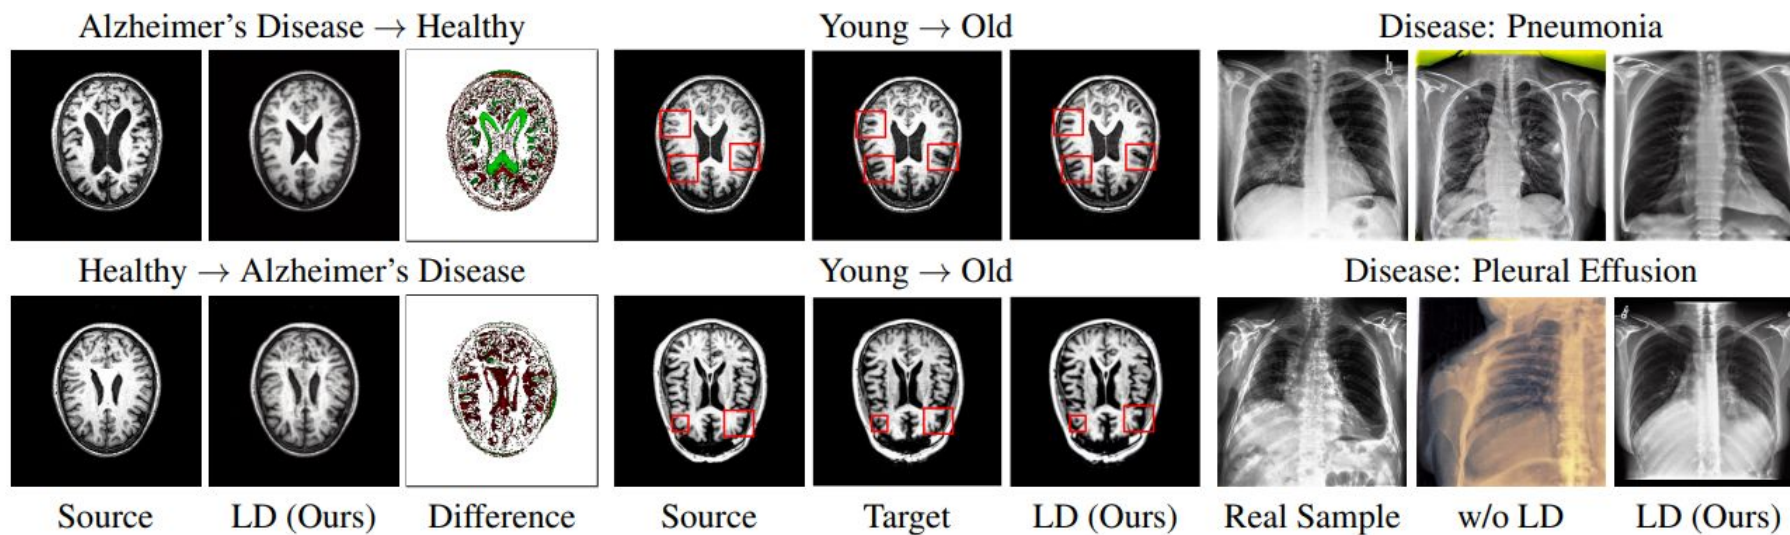 Alzheimer's Disease → Healthy
Young → Old
Disease: Pneumonia
Healthy → Alzheimer's Disease
Young → Old
Disease: Pleural Effusion
Source
LD (Ours)
Difference
Source
Target
LD (Ours)
Real Sample
w/o LD
LD (Ours)